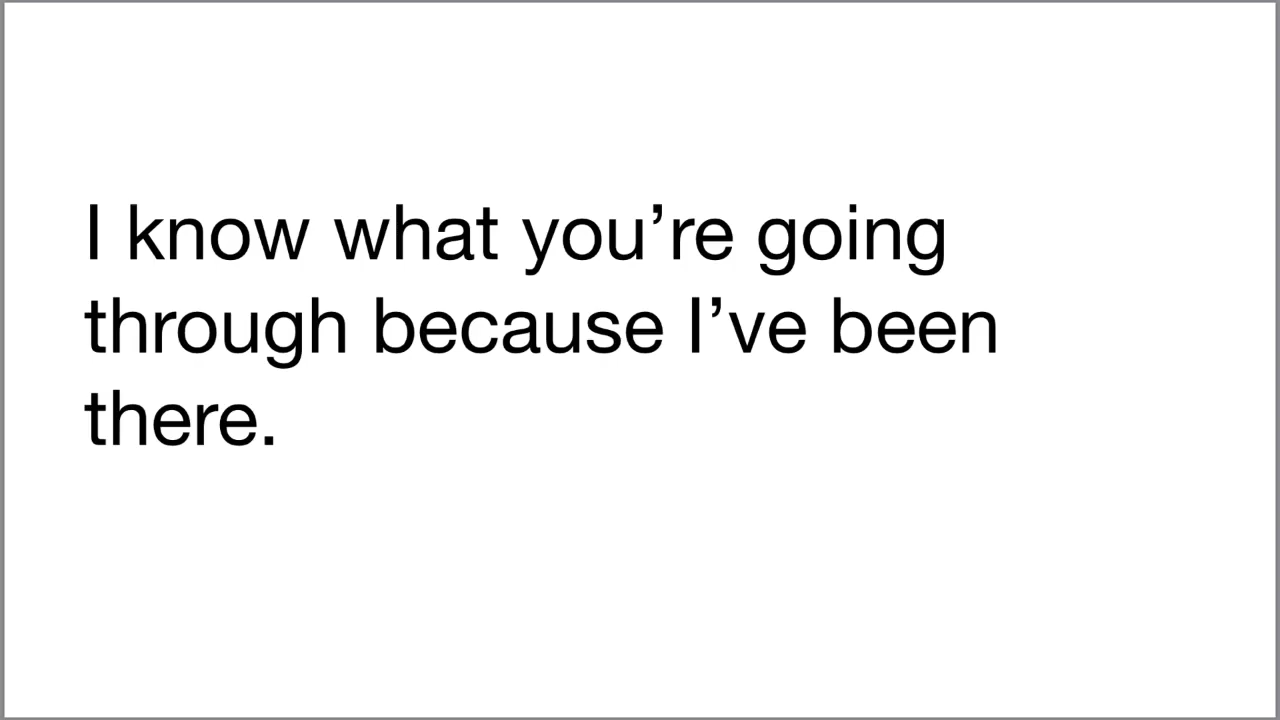 I know what you’re going
through because I’ve been
there.